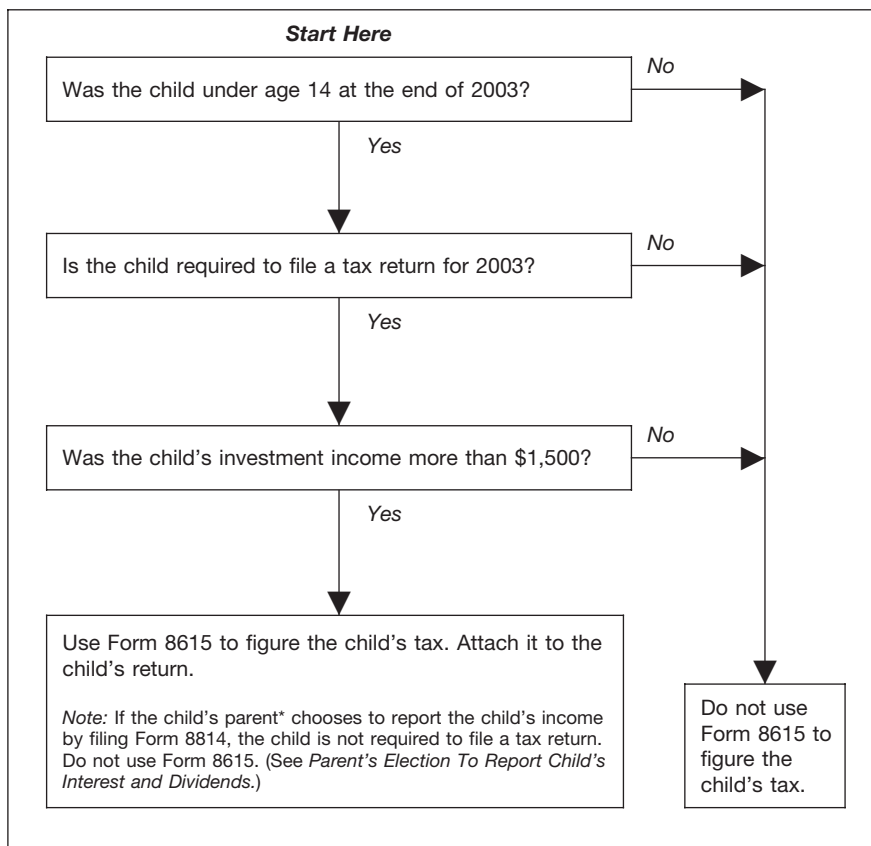 Start Here
Was the child under age 14 at the end of 2003?
No
Yes
Is the child required to file a tax return for 2003?
No
Yes
Was the child's investment income more than $1,500?
No
Yes
Use Form 8615 to figure the child's tax. Attach it to the
child's return.
Note: If the child's parent* chooses to report the child's income
by filing Form 8814, the child is not required to file a tax return.
Do not use Form 8615. (See Parent's Election To Report Child's
Interest and Dividends.)
Do not use
Form 8615 to
figure the
child's tax.